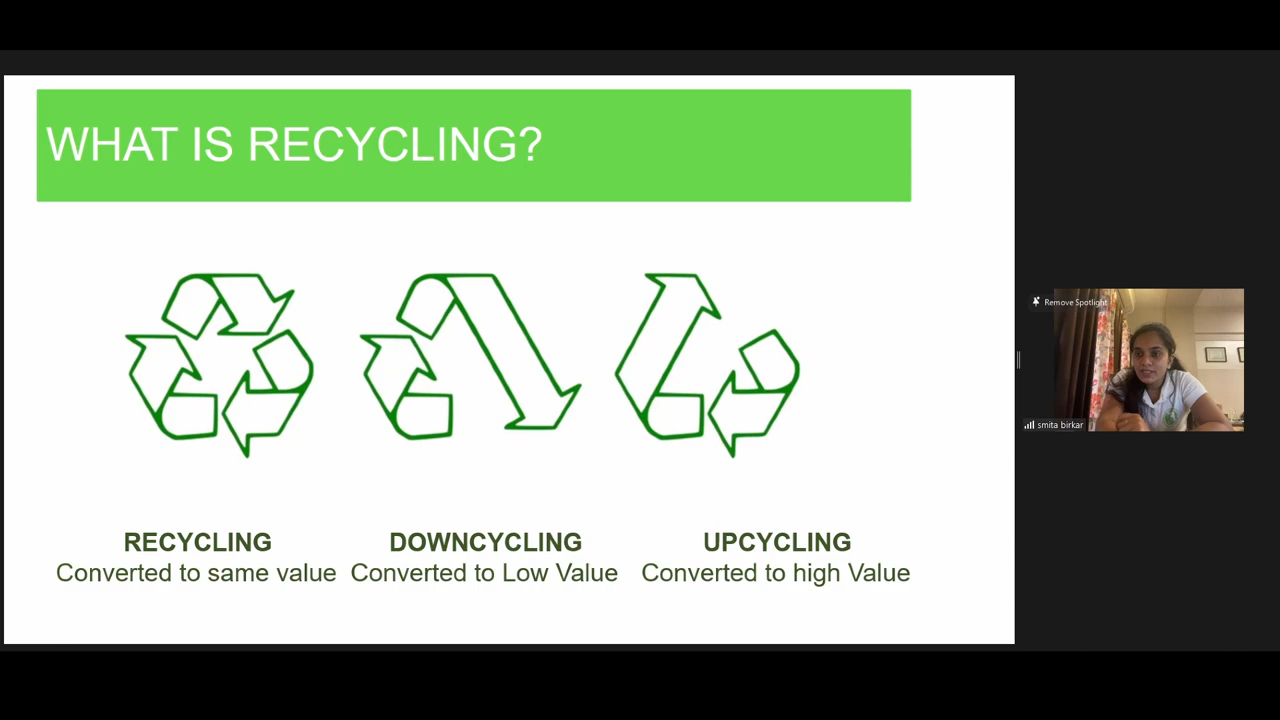 WHAT IS RECYCLING?
Remove Spotlight
smita birkar
RECYCLING
Converted to same value
DOWNCYCLING
Converted to Low Value
UPCYCLING
Converted to high Value